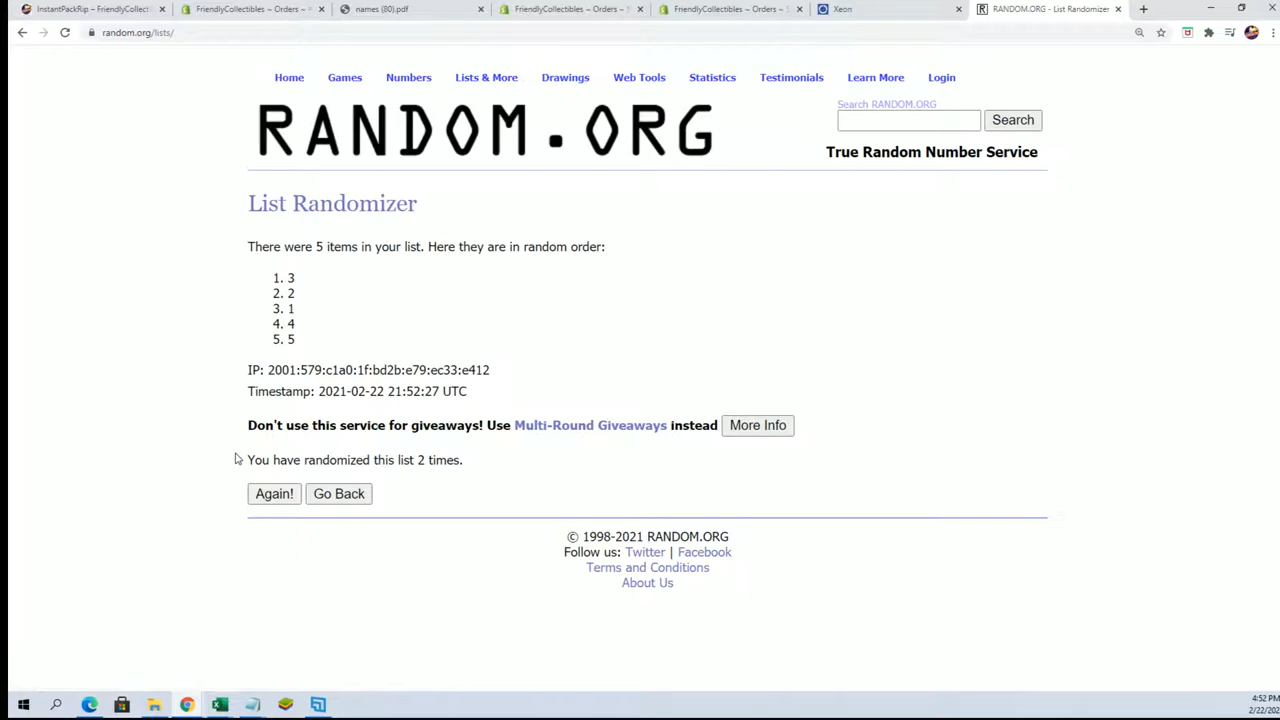 InstantPackRip – FriendlyCollect
FriendlyCollectibles ~ Orders ~
names (80).pdf
FriendlyCollectibles ~ Orders ~
FriendlyCollectibles ~ Orders ~
Xeon
RANDOM.ORG - List Randomizer
random.org/lists/
Home Games Numbers Lists & More Drawings Web Tools Statistics Testimonials Learn More Login
RANDOM.ORG
Search RANDOM.ORG
Search
True Random Number Service
List Randomizer
There were 5 items in your list. Here they are in random order:
1. 3
2. 2
3. 1
4. 4
5. 5
IP: 2001:579:c1a0:1f:bd2b:e79:ec33:e412
Timestamp: 2021-02-22 21:52:27 UTC
Don't use this service for giveaways! Use Multi-Round Giveaways instead More Info
You have randomized this list 2 times.
Again! Go Back
© 1998-2021 RANDOM.ORG
Follow us: Twitter | Facebook
Terms and Conditions
About Us
4:52 PM
2/22/202